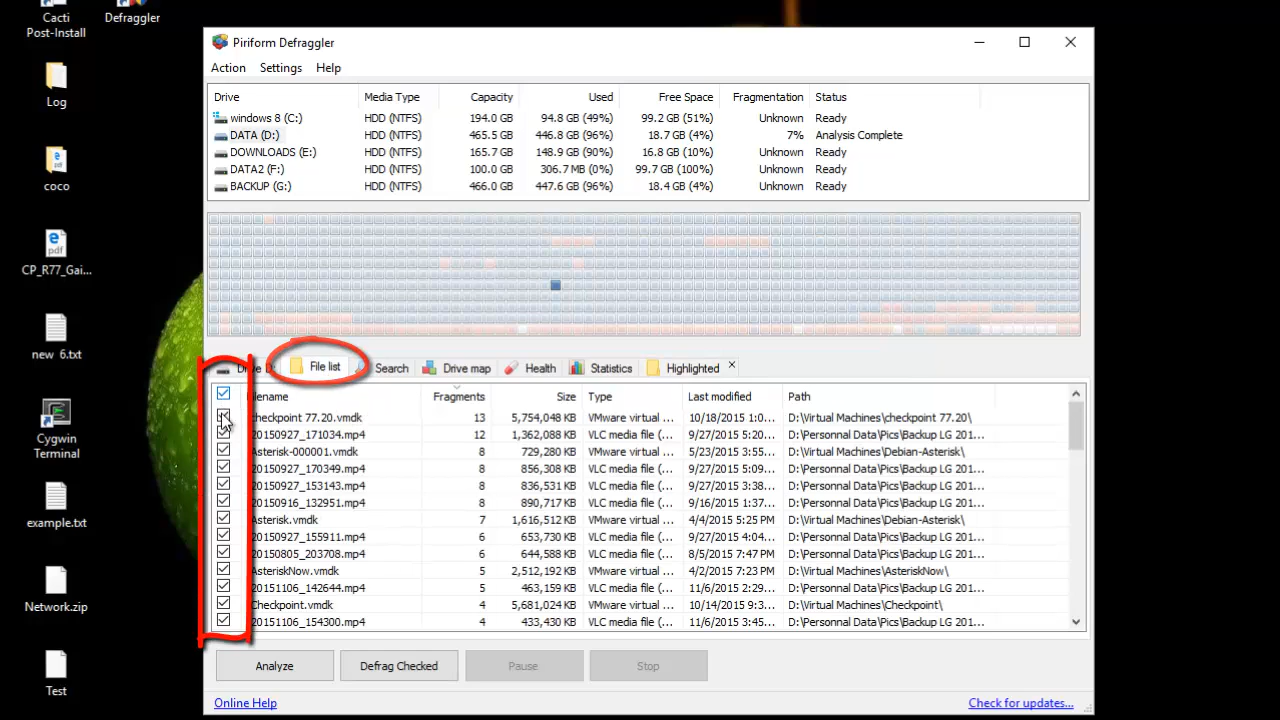 Cacti
Post-Install
Defraggler
Log
coco
CP_R77_Gai...
new 6.txt
Cygwin
Terminal
example.txt
Network.zip
Test
Piriform Defraggler
Action Settings Help
Drive Media Type Capacity Used Free Space Fragmentation Status
windows 8 (C:) HDD (NTFS) 194.0 GB 94.8 GB (49%) 99.2 GB (51%) Unknown Ready
DATA (D:) HDD (NTFS) 465.5 GB 446.8 GB (96%) 18.7 GB (4%) 7% Analysis Complete
DOWNLOADS (E:) HDD (NTFS) 165.7 GB 148.9 GB (90%) 16.8 GB (10%) Unknown Ready
DATA2 (F:) HDD (NTFS) 100.0 GB 306.7 MB (0%) 99.7 GB (100%) Unknown Ready
BACKUP (G:) HDD (NTFS) 466.0 GB 447.6 GB (96%) 18.4 GB (4%) Unknown Ready
Drive D File list Search Drive map Health Statistics Highlighted
Filename Fragments Size Type Last modified Path
checkpoint 77.20.vmdk 13 5,754,048 KB VMware virtual ... 10/18/2015 1:0... D:\Virtual Machines\checkpoint 77.20\
20150927_171034.mp4 12 1,362,088 KB VLC media file (... 9/27/2015 5:20... D:\Personnal Data\Pics\Backup LG 201...
Asterisk-000001.vmdk 8 729,280 KB VMware virtual ... 5/23/2015 3:55... D:\Virtual Machines\Debian-Asterisk\
20150927_170349.mp4 8 856,308 KB VLC media file (... 9/27/2015 5:09... D:\Personnal Data\Pics\Backup LG 201...
20150927_153143.mp4 8 836,531 KB VLC media file (... 9/27/2015 3:35... D:\Personnal Data\Pics\Backup LG 201...
20150916_132951.mp4 8 890,717 KB VLC media file (... 9/16/2015 1:37... D:\Personnal Data\Pics\Backup LG 201...
Asterisk.vmdk 7 1,616,512 KB VMware virtual ... 4/4/2015 5:25 PM D:\Virtual Machines\Debian-Asterisk\
20150927_155911.mp4 6 653,730 KB VLC media file (... 9/27/2015 4:04... D:\Personnal Data\Pics\Backup LG 201...
20150805_203708.mp4 6 644,588 KB VLC media file (... 8/5/2015 7:47 PM D:\Personnal Data\Pics\Backup LG 201...
AsteriskNow.vmdk 5 2,512,192 KB VMware virtual ... 4/2/2015 7:23 PM D:\Virtual Machines\AsteriskNow\
20151106_142644.mp4 5 463,159 KB VLC media file (... 11/6/2015 2:29... D:\Personnal Data\Pics\Backup LG 201...
Checkpoint.vmdk 4 5,681,024 KB VMware virtual ... 10/14/2015 9:3... D:\Virtual Machines\Checkpoint\
20151106_154300.mp4 4 433,430 KB VLC media file (... 11/6/2015 3:45... D:\Personnal Data\Pics\Backup LG 201...
Analyze Defrag Checked Pause Stop
Online Help Check for updates...